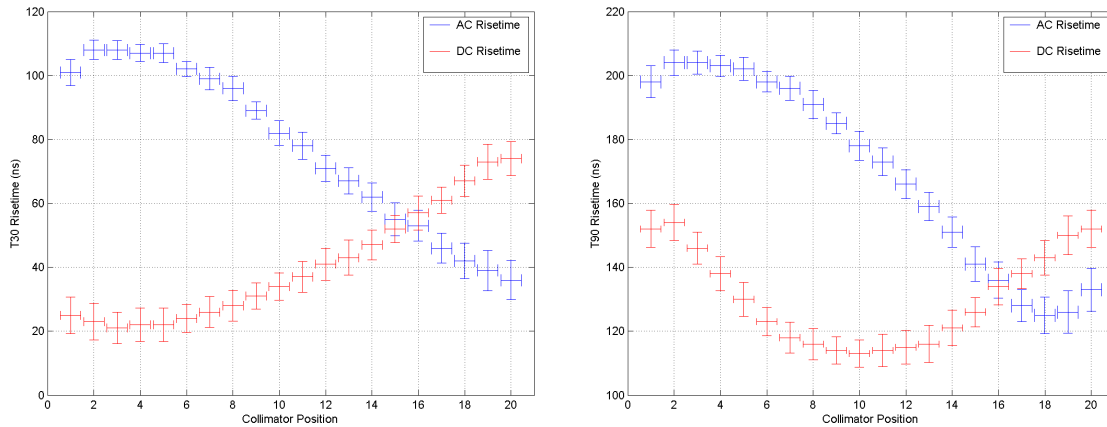 120
100
80
60
40
20
0
T30 Risetime (ns)
AC Risetime
DC Risetime
0 2 4 6 8 10 12 14 16 18 20
Collimator Position
220
200
180
160
140
120
100
T90 Risetime (ns)
AC Risetime
DC Risetime
0 2 4 6 8 10 12 14 16 18 20
Collimator Position